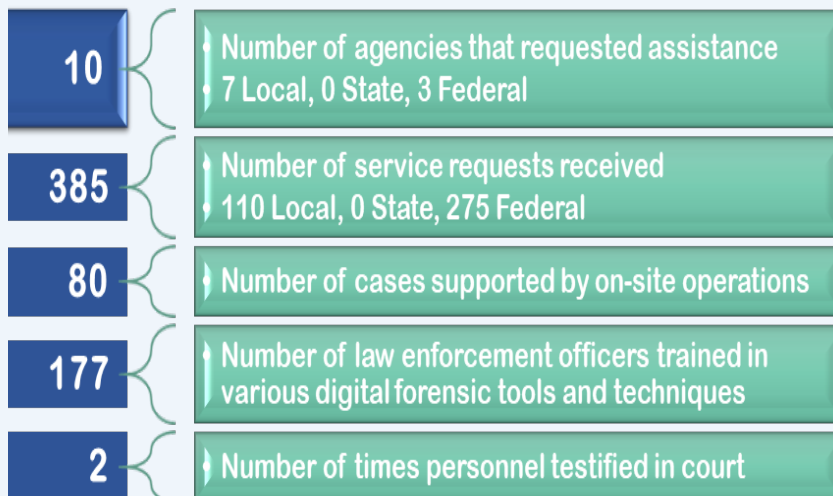 10
Number of agencies that requested assistance
• 7 Local, 0 State, 3 Federal
385
Number of service requests received
• 110 Local, 0 State, 275 Federal
80
Number of cases supported by on-site operations
177
• Number of law enforcement officers trained in
various digital forensic tools and techniques
2
• Number of times personnel testified in court